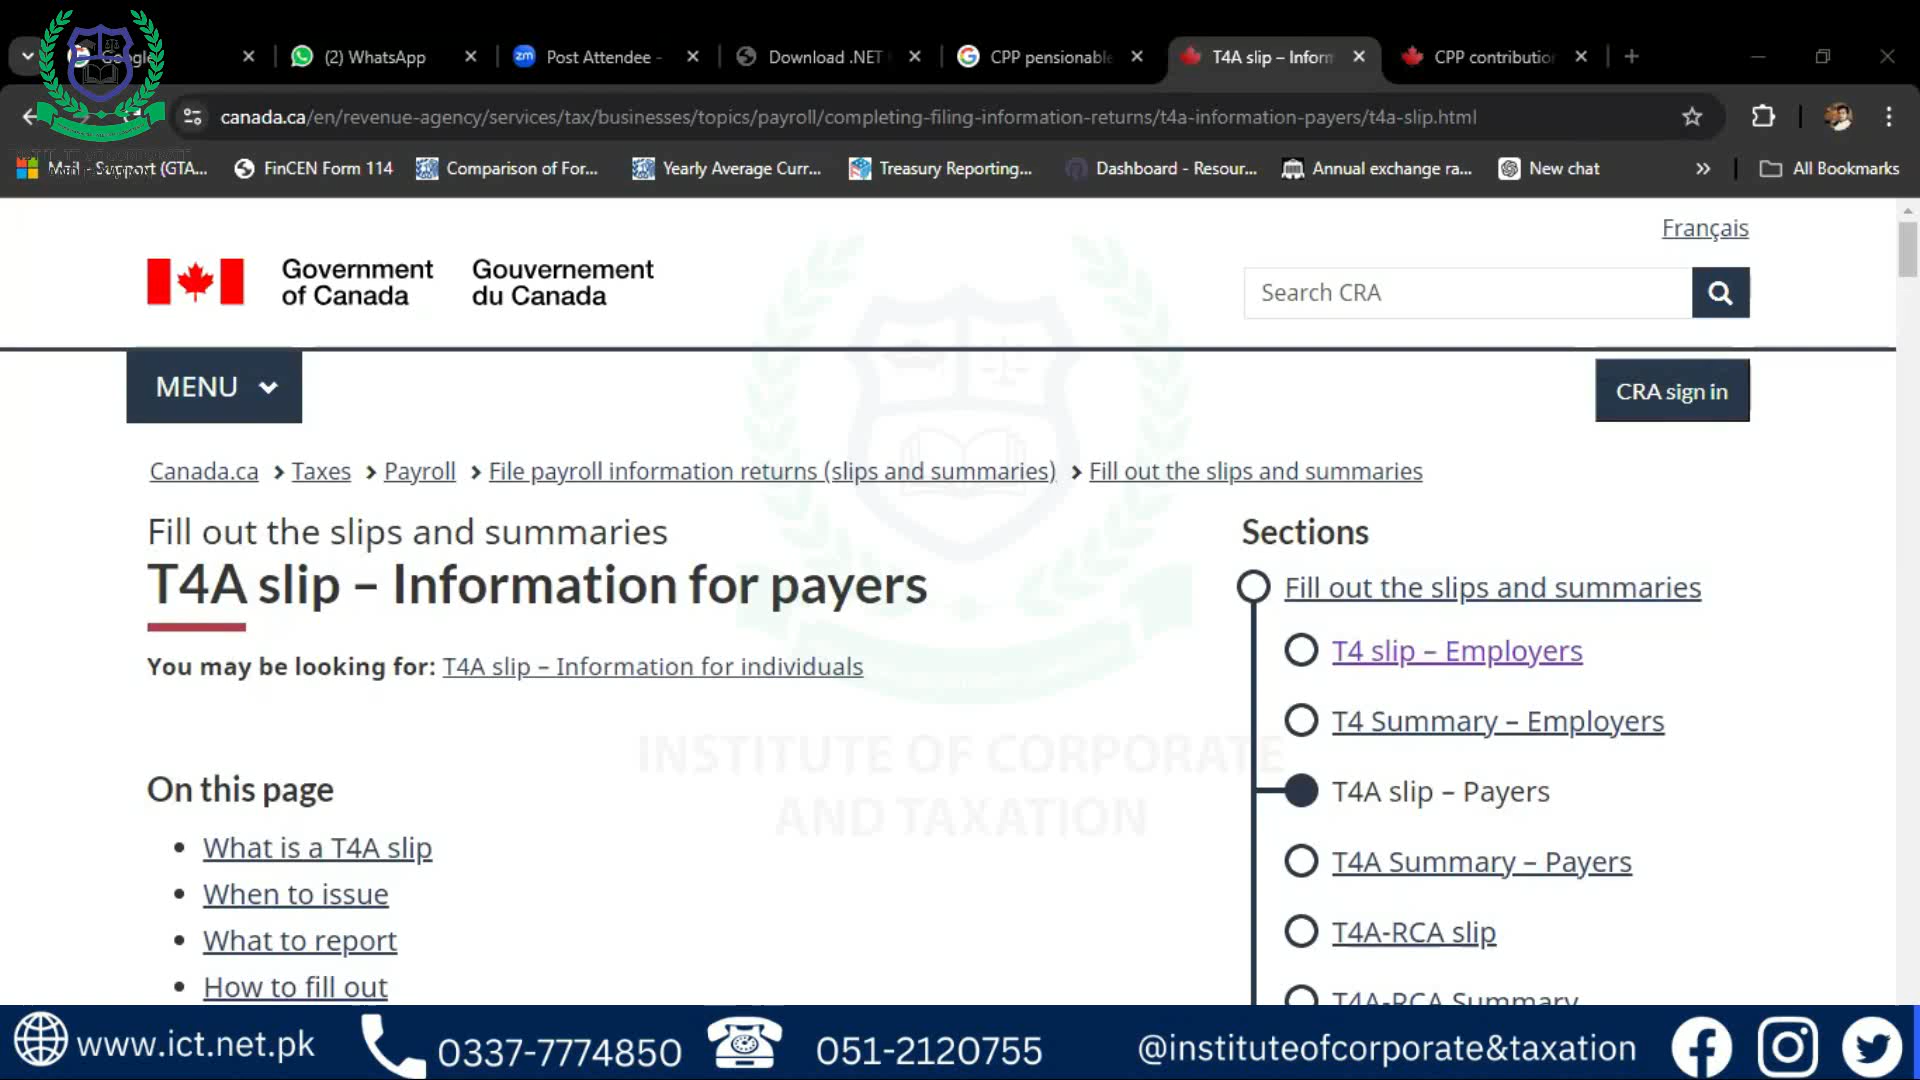 Google
(2) WhatsApp
Post Attendee -
Download .NET
CPP pensionable
T4A slip – Inform
CPP contribution
canada.ca/en/revenue-agency/services/tax/businesses/topics/payroll/completing-filing-information-returns/t4a-information-payers/t4a-slip.html
Mail - Support (GTA...
FinCEN Form 114
Comparison of For...
Yearly Average Curr...
Treasury Reporting...
Dashboard - Resour...
Annual exchange ra...
New chat
All Bookmarks
Français
Government of Canada
Gouvernement du Canada
Search CRA
MENU
CRA sign in
Canada.ca > Taxes > Payroll > File payroll information returns (slips and summaries) > Fill out the slips and summaries
Fill out the slips and summaries
T4A slip – Information for payers
You may be looking for: T4A slip – Information for individuals
On this page
What is a T4A slip
When to issue
What to report
How to fill out
Sections
Fill out the slips and summaries
T4 slip – Employers
T4 Summary – Employers
T4A slip – Payers
T4A Summary – Payers
T4A-RCA slip
T4A-RCA Summary
INSTITUTE OF CORPORATE
AND TAXATION
www.ict.net.pk
0337-7774850
051-2120755
@instituteofcorporate&taxation